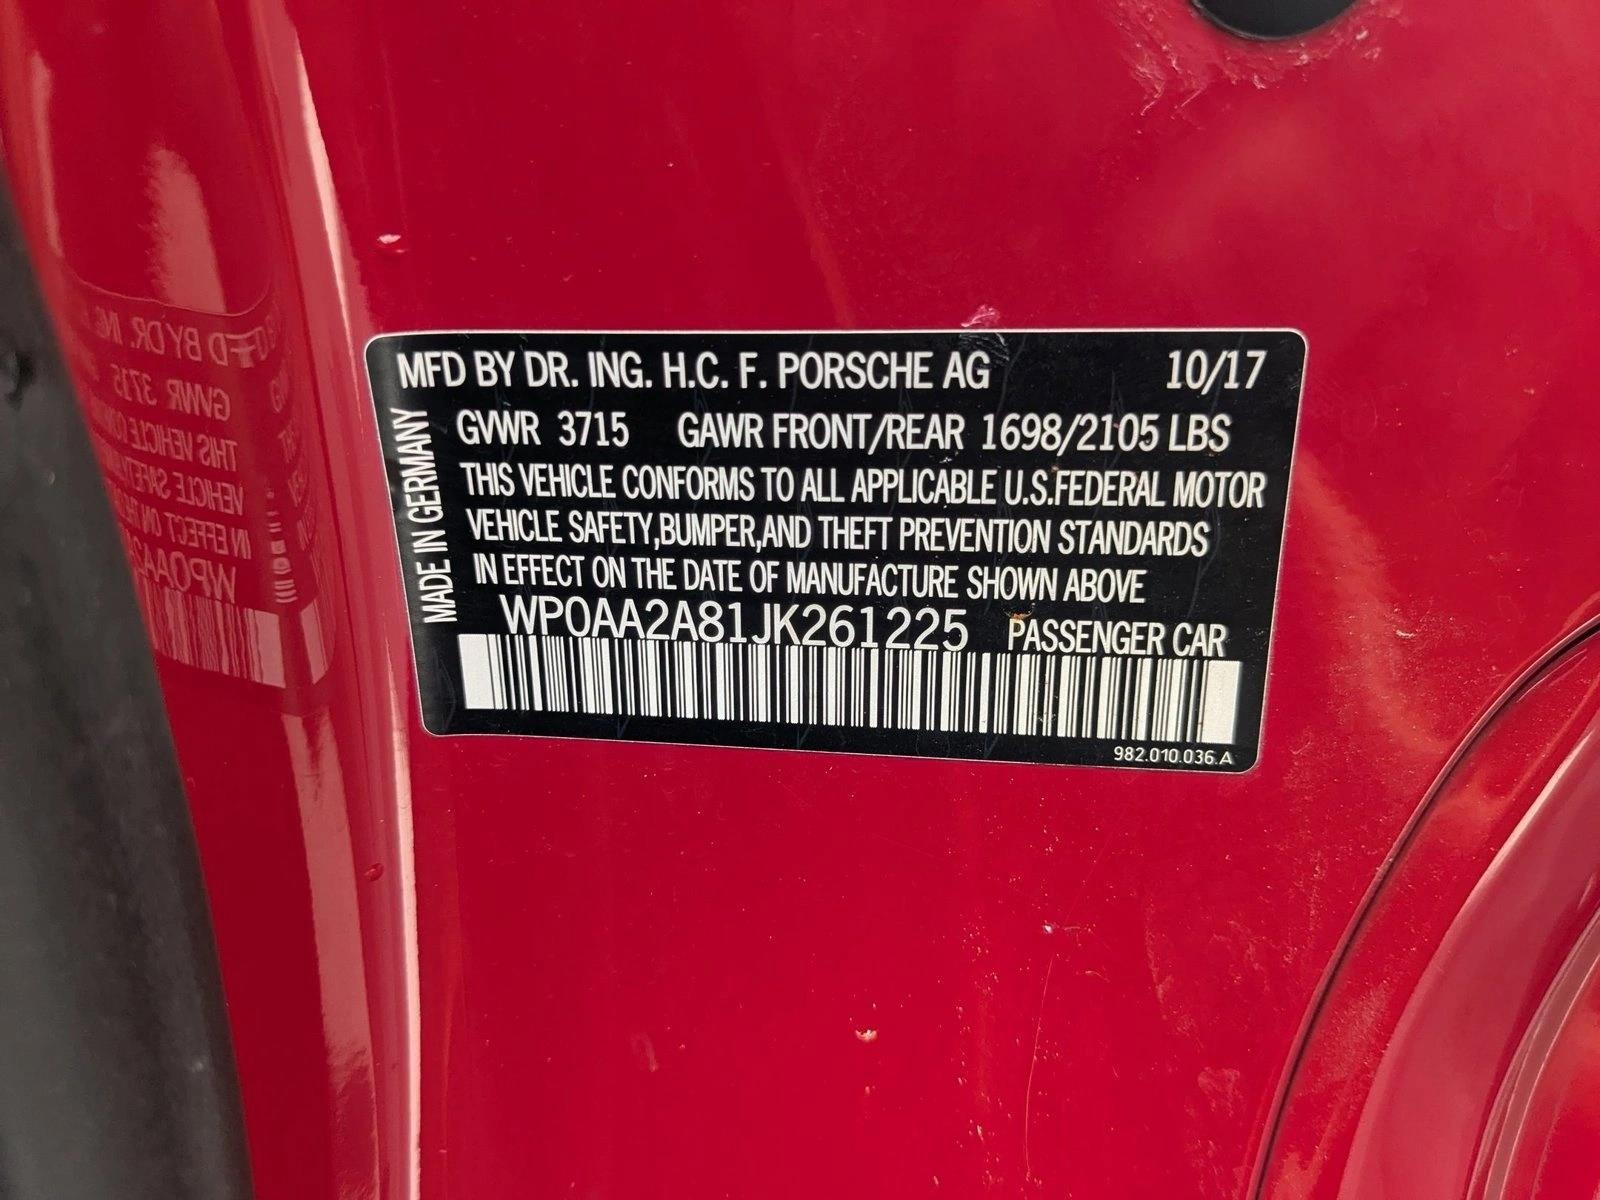 MFD BY DR. ING. H.C. F. PORSCHE AG 10/17
MADE IN GERMANY
GVWR 3715 GAWR FRONT/REAR 1698/2105 LBS
THIS VEHICLE CONFORMS TO ALL APPLICABLE U.S.FEDERAL MOTOR
VEHICLE SAFETY,BUMPER,AND THEFT PREVENTION STANDARDS
IN EFFECT ON THE DATE OF MANUFACTURE SHOWN ABOVE
WP0AA2A81JK261225 PASSENGER CAR
982.010.036.A